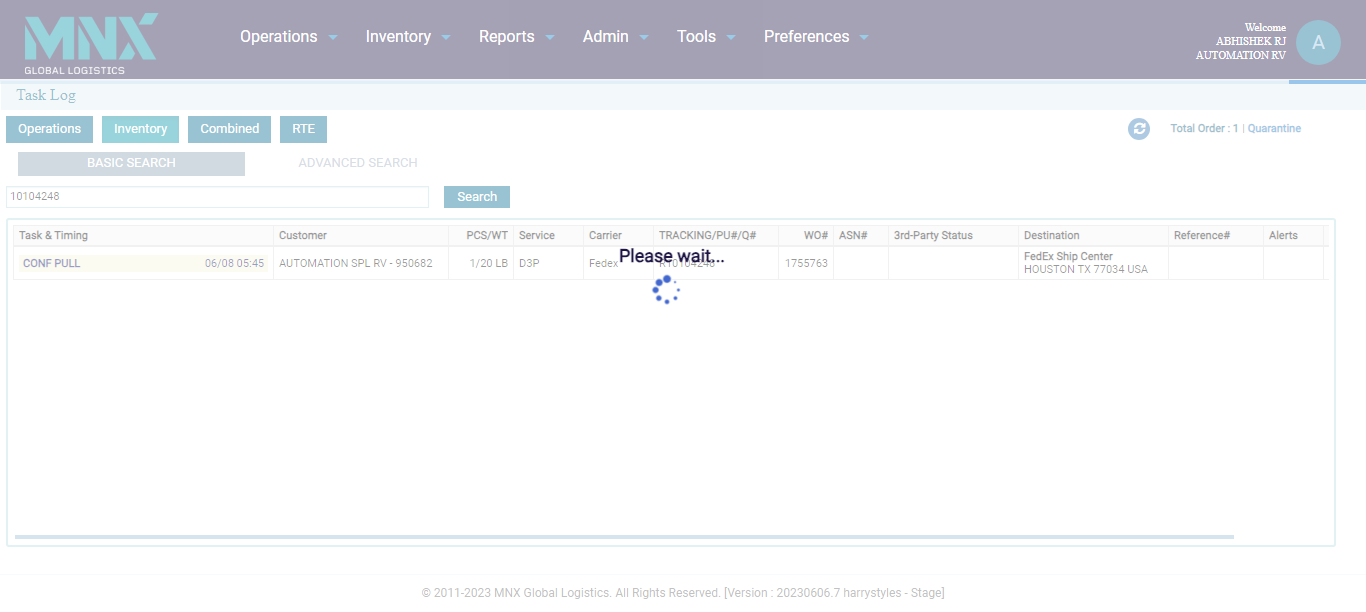 MNX
GLOBAL LOGISTICS
Operations Inventory Reports Admin Tools Preferences
Welcome
ABHISHEK RJ
AUTOMATION RV
A
Task Log
Operations Inventory Combined RTE
Total Order : 1 | Quarantine
BASIC SEARCH ADVANCED SEARCH
10104248 Search
Task & Timing Customer PCS/WT Service Carrier TRACKING/PU#/Q# WO# ASN# 3rd-Party Status Destination Reference# Alerts
Please wait...
CONF PULL 06/08 05:45 AUTOMATION SPL RV - 950682 1/20 LB D3P Fedex R10104248 1755763 FedEx Ship Center
HOUSTON TX 77034 USA
© 2011-2023 MNX Global Logistics. All Rights Reserved. [Version : 20230606.7 harrystyles - Stage]